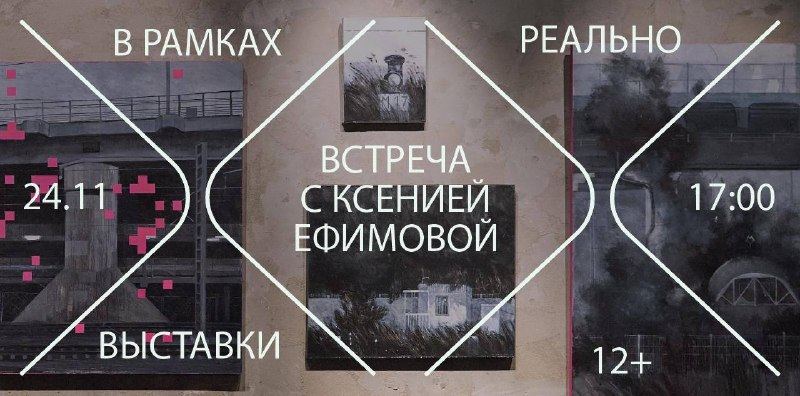 В РАМКАХ
РЕАЛЬНО
24.11
ВСТРЕЧА
С КСЕНИЕЙ
ЕФИМОВОЙ
17:00
ВЫСТАВКИ
12+